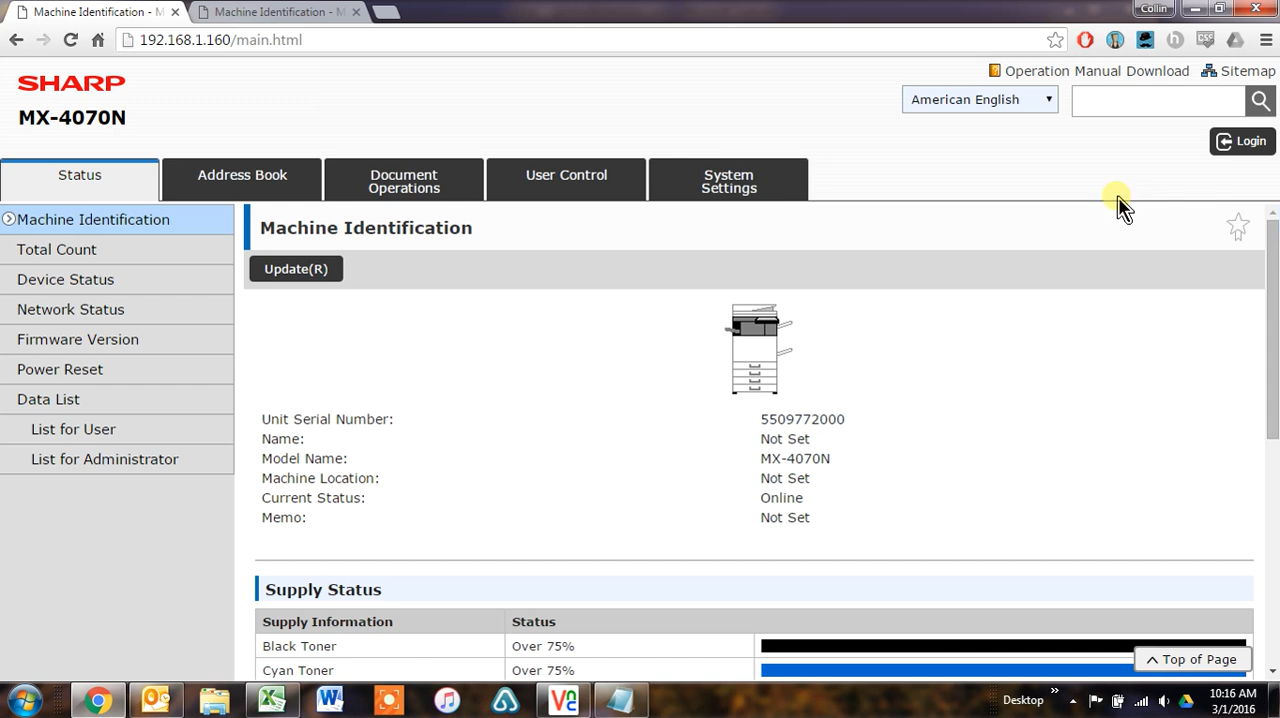 Machine Identification - M
Machine Identification - M
Collin
192.168.1.160/main.html
SHARP
Operation Manual Download
Sitemap
MX-4070N
American English
Login
Status
Address Book
Document
Operations
User Control
System
Settings
Machine Identification
Total Count
Device Status
Network Status
Firmware Version
Power Reset
Data List
List for User
List for Administrator
Machine Identification
Update(R)
Unit Serial Number: 5509772000
Name: Not Set
Model Name: MX-4070N
Machine Location: Not Set
Current Status: Online
Memo: Not Set
Supply Status
Supply Information Status
Black Toner Over 75%
Cyan Toner Over 75%
Top of Page
Desktop
10:16 AM
3/1/2016